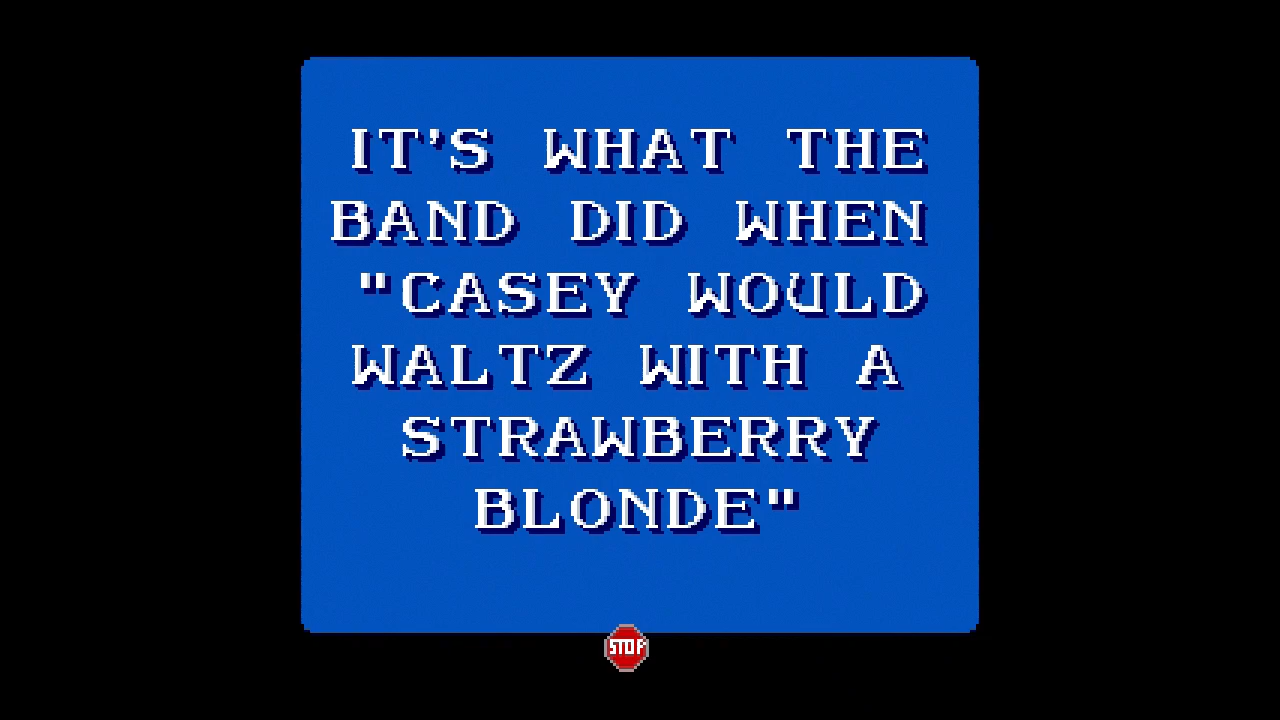 IT'S WHAT THE
BAND DID WHEN
"CASEY WOULD
WALTZ WITH A
STRAWBERRY
BLONDE"
STOP